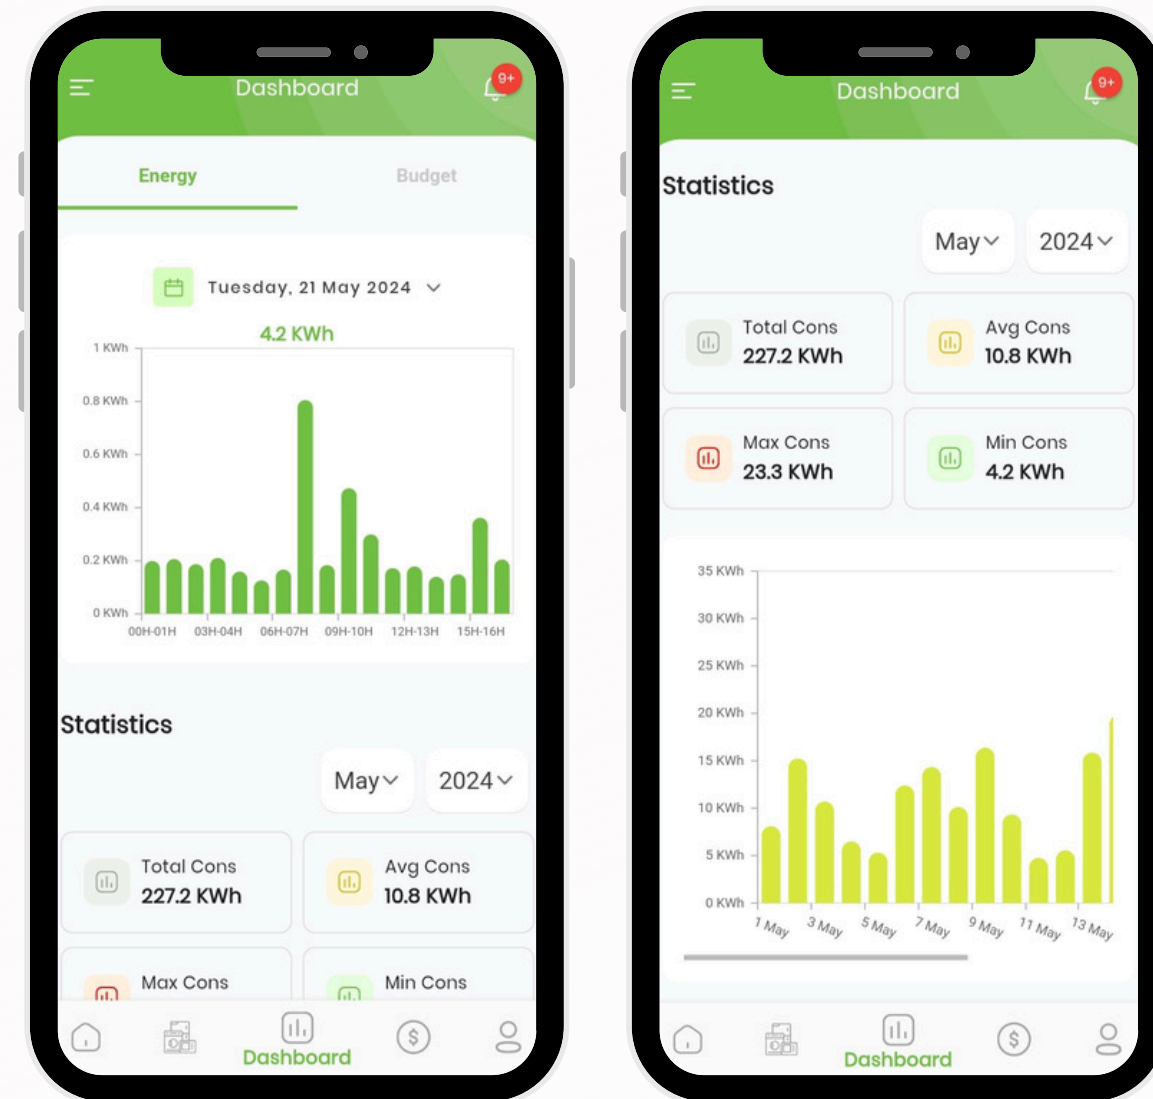 Dashboard
9+
Energy
Budget
Tuesday, 21 May 2024
4.2 KWh
1 KWh
0.8 KWh
0.6 KWh
0.4 KWh
0.2 KWh
0 KWh
00H-01H 03H-04H 06H-07H 09H-10H 12H-13H 15H-16H
Statistics
May 2024
Total Cons
227.2 KWh
Avg Cons
10.8 KWh
Max Cons
Min Cons
$
Dashboard
Dashboard
9+
Statistics
May 2024
Total Cons
227.2 KWh
Avg Cons
10.8 KWh
Max Cons
23.3 KWh
Min Cons
4.2 KWh
35 KWh
30 KWh
25 KWh
20 KWh
15 KWh
10 KWh
5 KWh
0 KWh
1 May 3 May 5 May 7 May 9 May 11 May 13 May
$
Dashboard